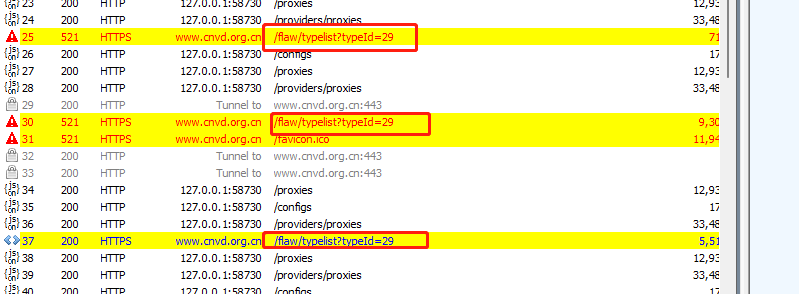 23 200 HTTP 127.0.0.1:58730 /proxies 12,93
24 200 HTTP 127.0.0.1:58730 /providers/proxies 33,48
25 521 HTTPS www.cnvd.org.cn /flaw/typelist?typeId=29 71
26 200 HTTP 127.0.0.1:58730 /configs 17
27 200 HTTP 127.0.0.1:58730 /proxies 12,93
28 200 HTTP 127.0.0.1:58730 /providers/proxies 33,48
29 200 HTTP Tunnel to www.cnvd.org.cn:443
30 521 HTTPS www.cnvd.org.cn /flaw/typelist?typeId=29 9,30
31 521 HTTPS www.cnvd.org.cn /favicon.ico 11,94
32 200 HTTP Tunnel to www.cnvd.org.cn:443
33 200 HTTP Tunnel to www.cnvd.org.cn:443
34 200 HTTP 127.0.0.1:58730 /proxies 12,93
35 200 HTTP 127.0.0.1:58730 /configs 17
36 200 HTTP 127.0.0.1:58730 /providers/proxies 33,48
37 200 HTTPS www.cnvd.org.cn /flaw/typelist?typeId=29 5,51
38 200 HTTP 127.0.0.1:58730 /proxies 12,93
39 200 HTTP 127.0.0.1:58730 /providers/proxies 33,48
40 200 HTTP 127.0.0.1:58730 /configs 17